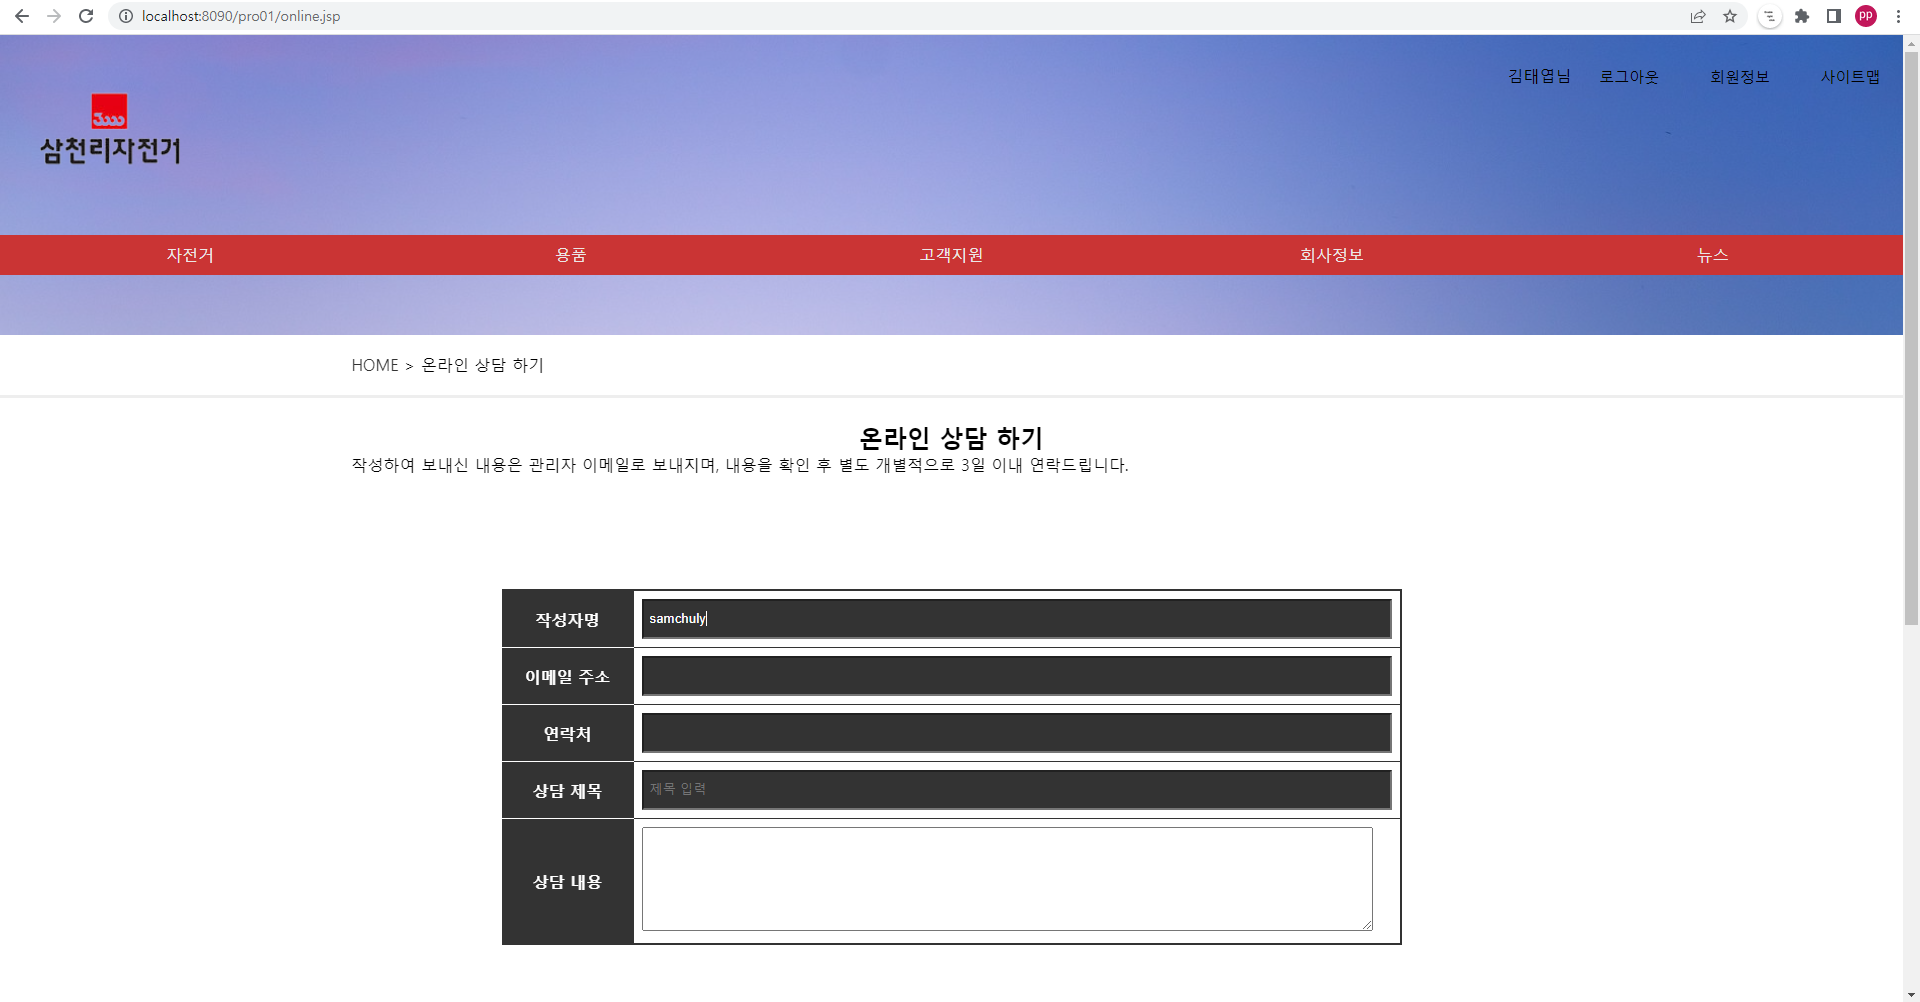 localhost:8090/pro01/online.jsp
PP
김태엽님 로그아웃 회원정보 사이트맵
3000
삼천리자전거
자전거 용품 고객지원 회사정보 뉴스
HOME > 온라인 상담 하기
온라인 상담 하기
작성하여 보내신 내용은 관리자 이메일로 보내지며, 내용을 확인 후 별도 개별적으로 3일 이내 연락드립니다.
작성자명 samchuly
이메일 주소
연락처
상담 제목 제목 입력
상담 내용